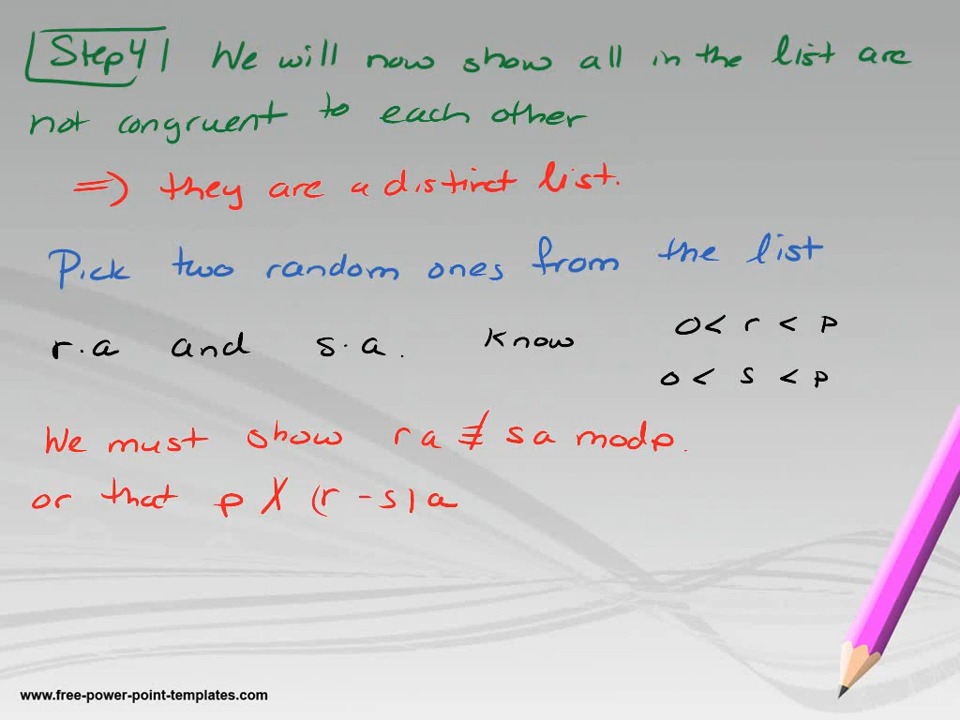 Step 4 We will now show all in the list are
not congruent to each other
⇒ they are a distinct list.
Pick two random ones from the list
r·a and s·a. Know 0 < r < p
0 < s < p
We must show ra ≢ sa mod p.
or that p ∤ (r - s)a
www.free-power-point-templates.com